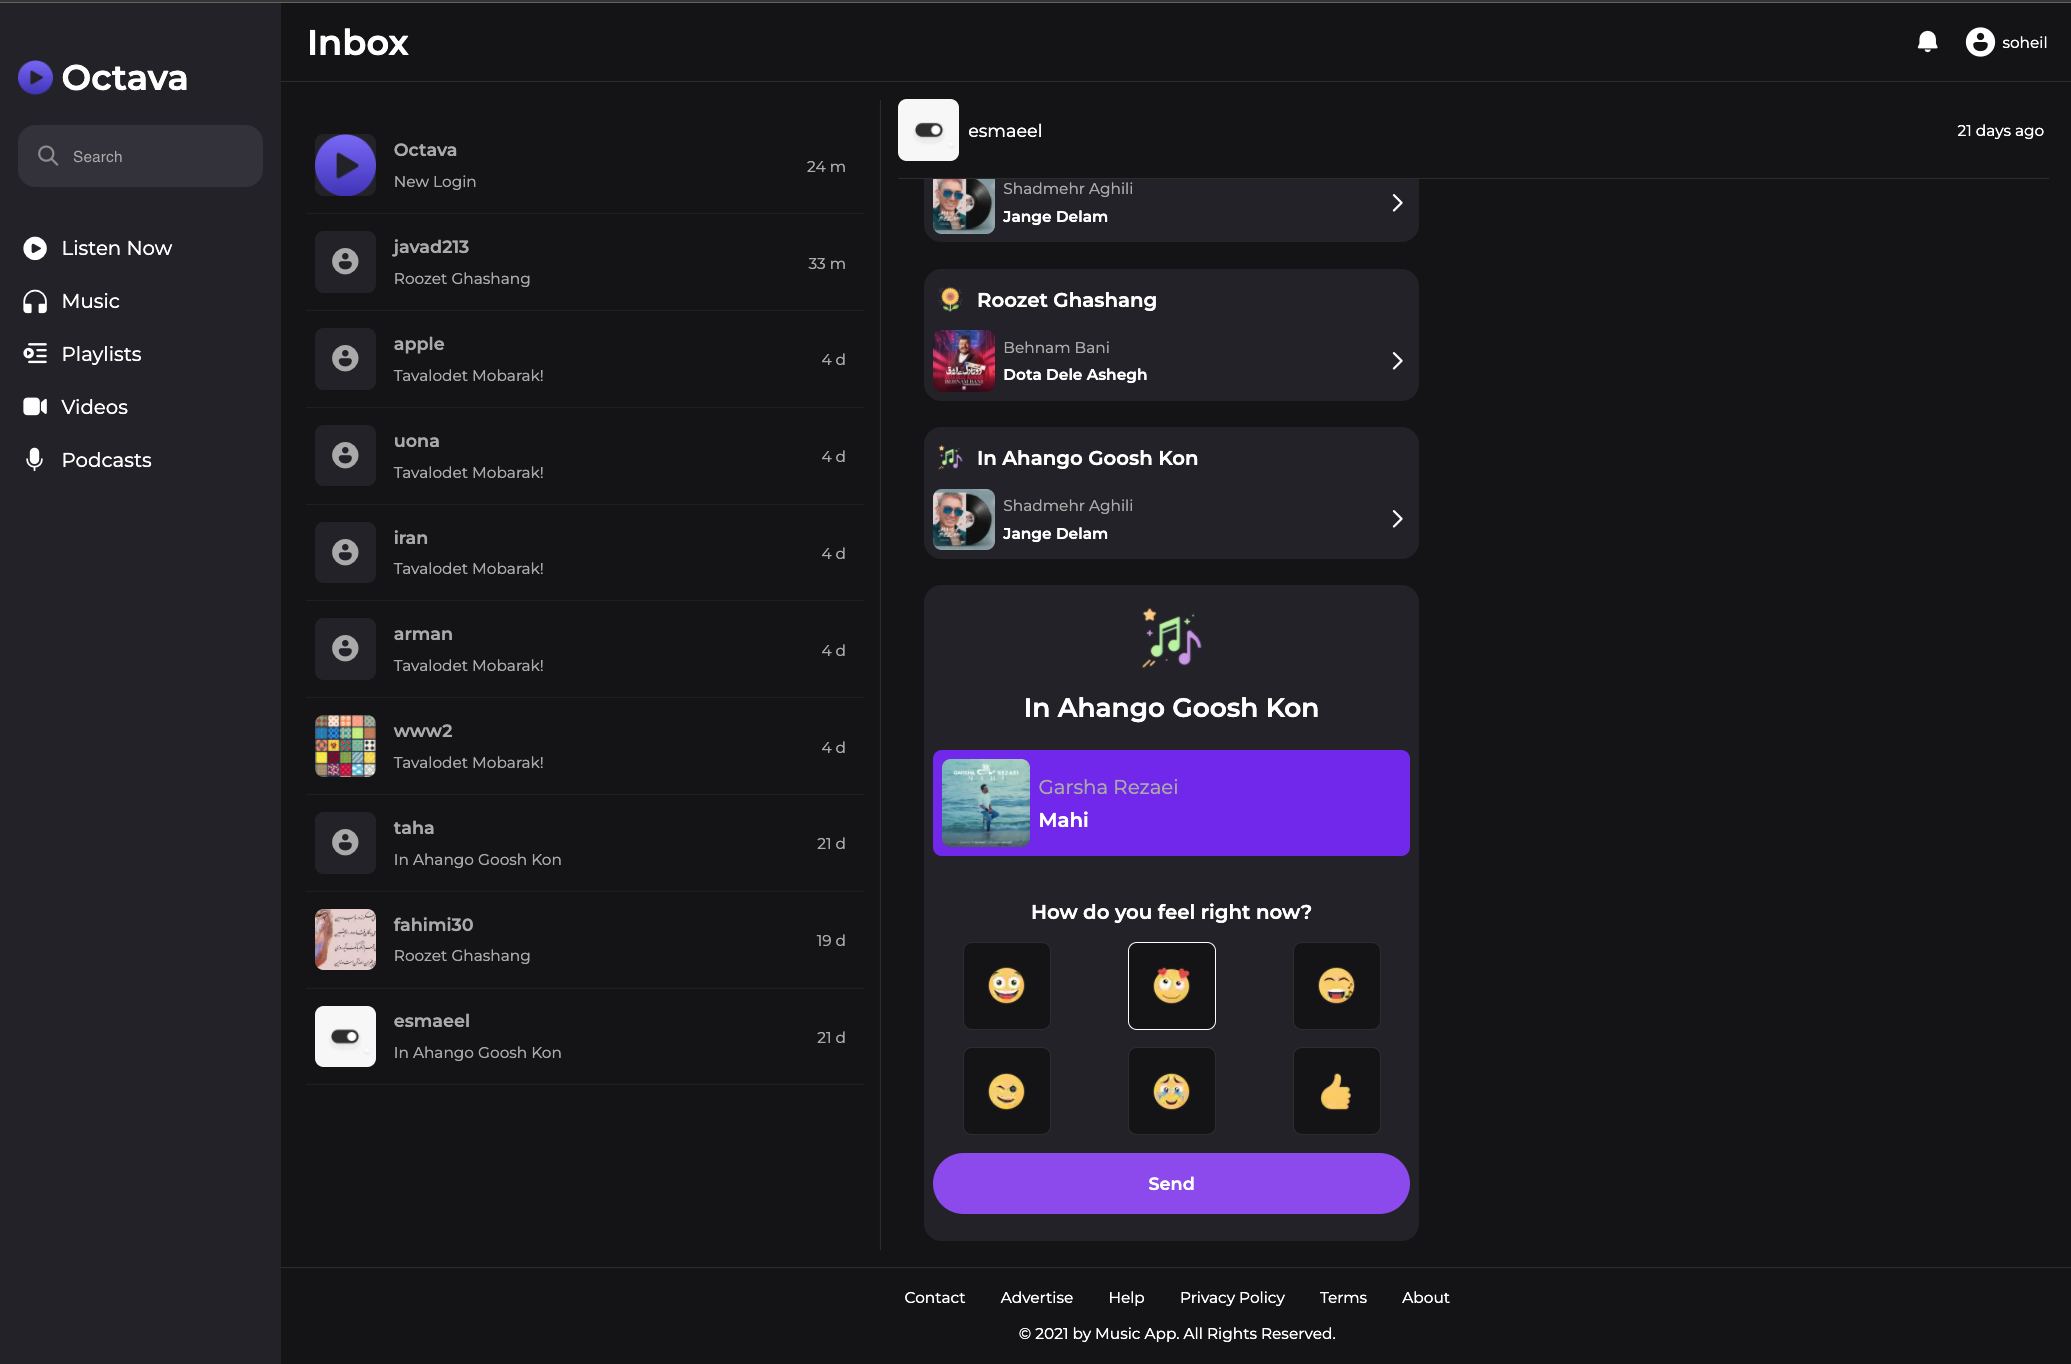 Octava
Search
Listen Now
Music
Playlists
Videos
Podcasts
Inbox
soheil
Octava
New Login
24 m
javad213
Roozet Ghashang
33 m
apple
Tavalodet Mobarak!
4 d
uona
Tavalodet Mobarak!
4 d
iran
Tavalodet Mobarak!
4 d
arman
Tavalodet Mobarak!
4 d
www2
Tavalodet Mobarak!
4 d
taha
In Ahango Goosh Kon
21 d
fahimi30
Roozet Ghashang
19 d
esmaeel
In Ahango Goosh Kon
21 d
esmaeel
21 days ago
Shadmehr Aghili
Jange Delam
Roozet Ghashang
Behnam Bani
Dota Dele Ashegh
BEHNAM BANI
In Ahango Goosh Kon
Shadmehr Aghili
Jange Delam
In Ahango Goosh Kon
GARSHA REZAEI
Garsha Rezaei
Mahi
How do you feel right now?
Send
Contact Advertise Help Privacy Policy Terms About
© 2021 by Music App. All Rights Reserved.